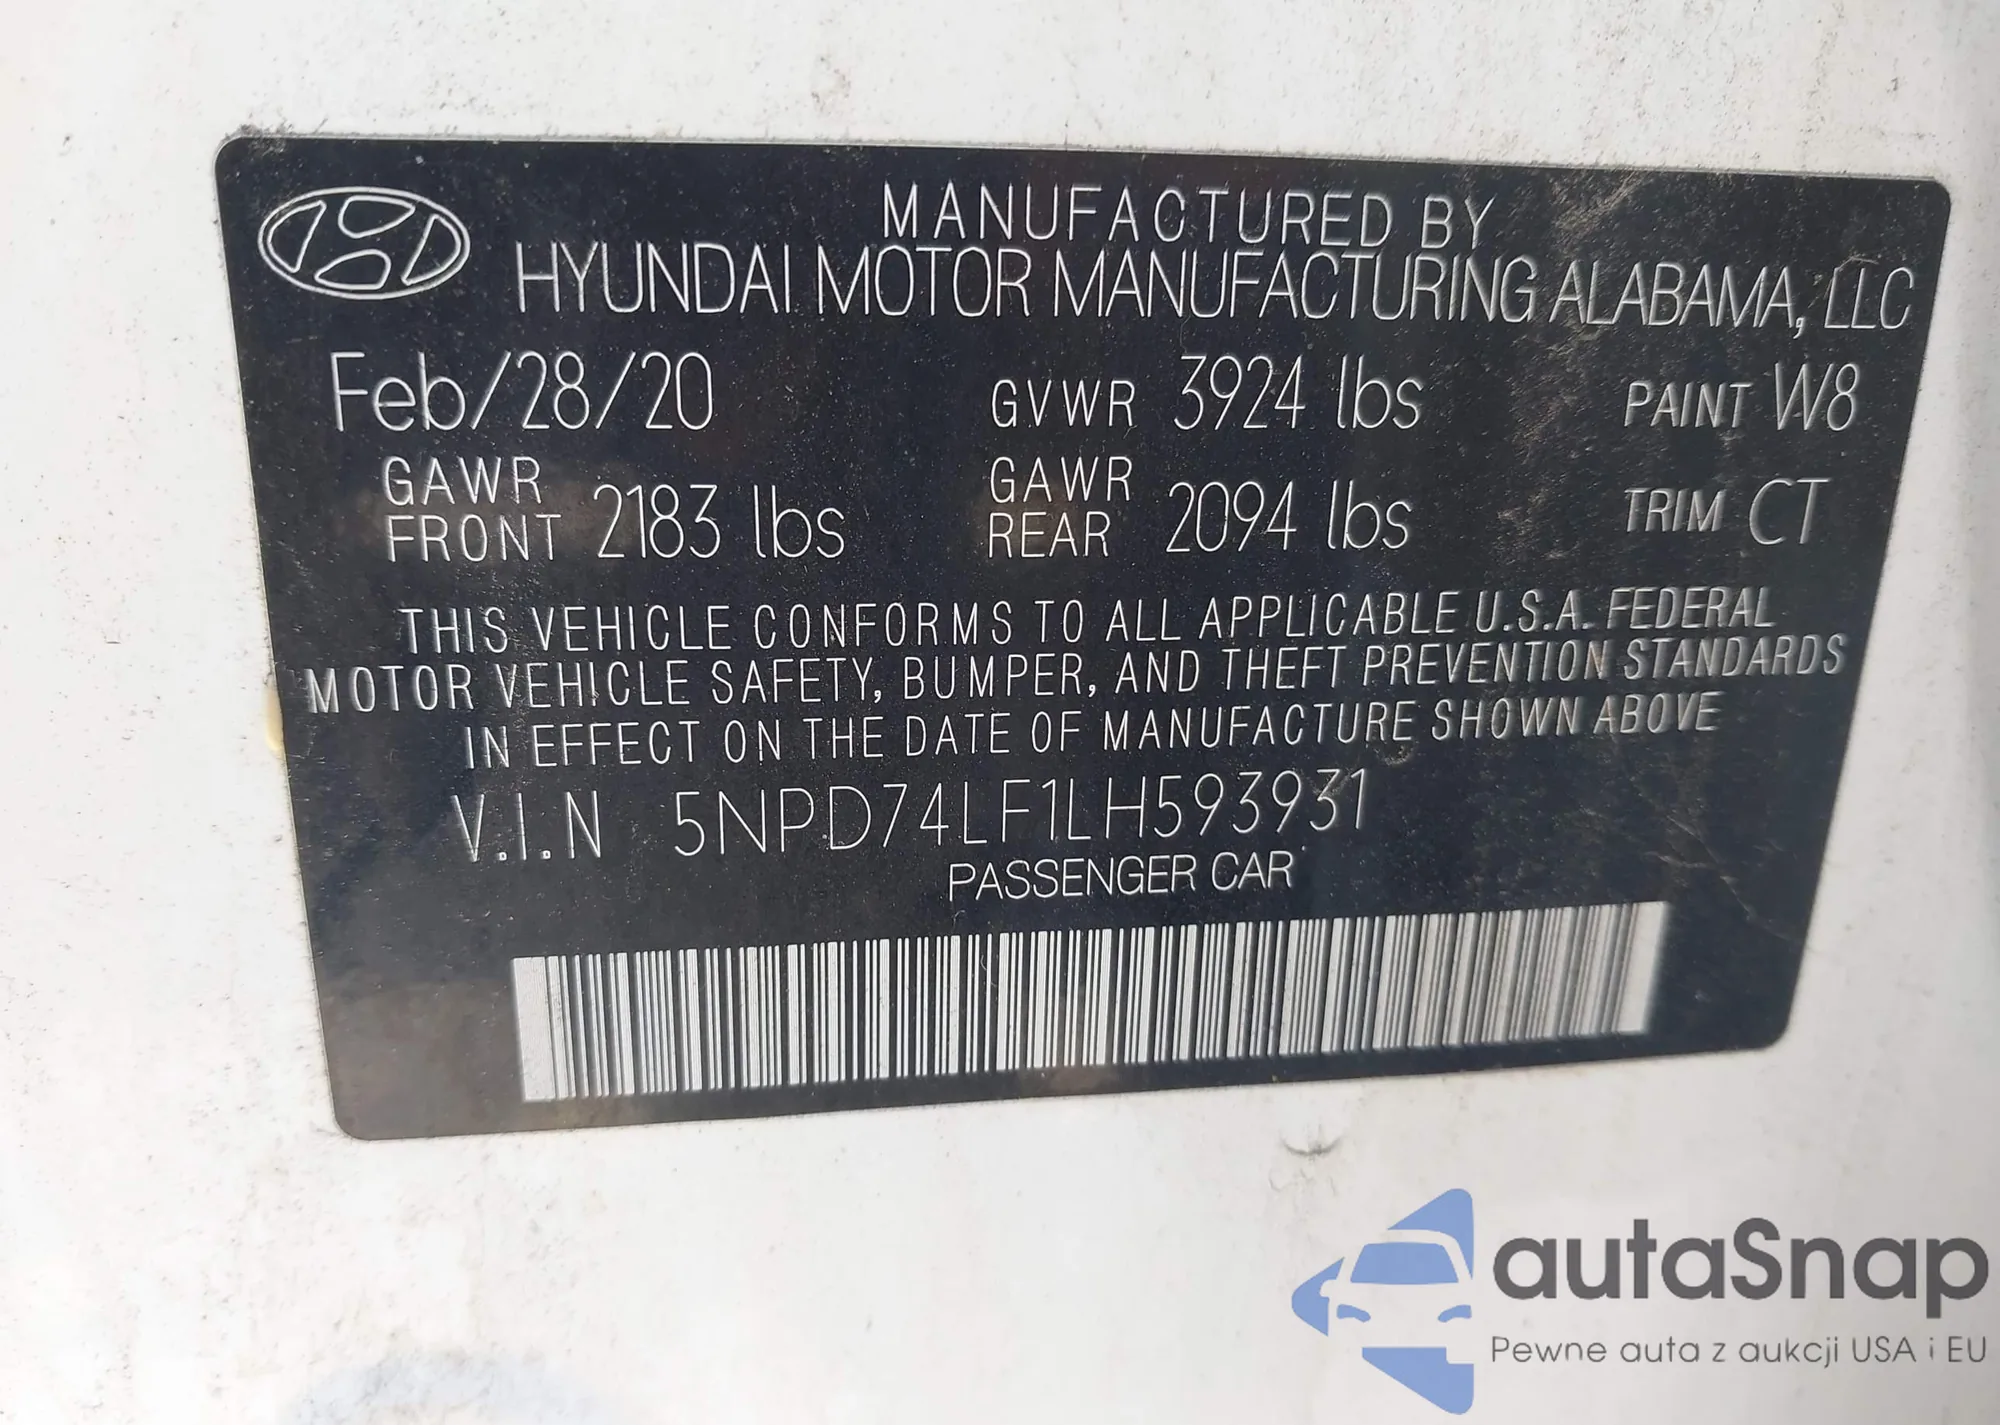 MANUFACTURED BY
HYUNDAI MOTOR MANUFACTURING ALABAMA, LLC
Feb/28/20 GVWR 3924 lbs PAINT W8
GAWR FRONT 2183 lbs GAWR REAR 2094 lbs TRIM CT
THIS VEHICLE CONFORMS TO ALL APPLICABLE U.S.A. FEDERAL
MOTOR VEHICLE SAFETY, BUMPER, AND THEFT PREVENTION STANDARDS
IN EFFECT ON THE DATE OF MANUFACTURE SHOWN ABOVE
V.I.N 5NPD74LF1LH593931
PASSENGER CAR
autaSnap
Pewne auta z aukcji USA i EU